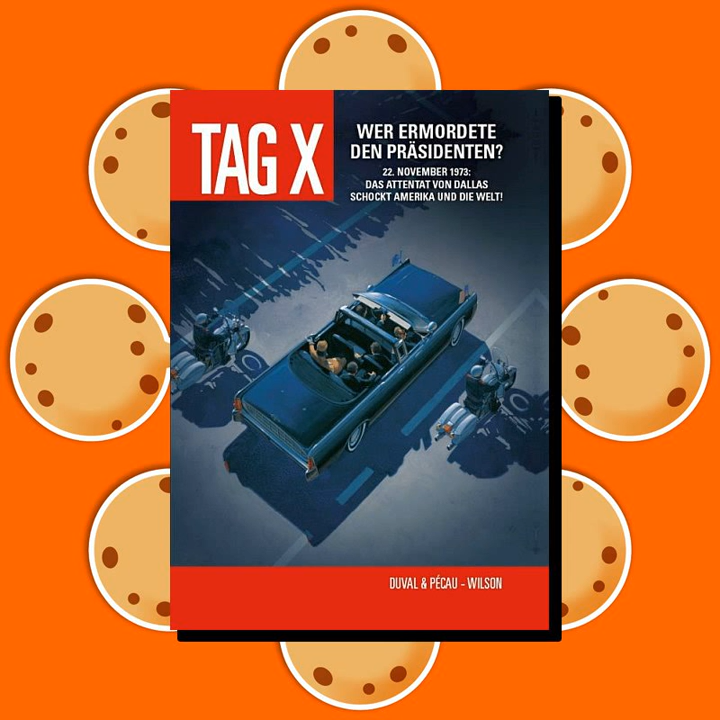 TAG X
WER ERMORDETE
DEN PRÄSIDENTEN?
22. NOVEMBER 1973:
DAS ATTENTAT VON DALLAS
SCHOCKT AMERIKA UND DIE WELT!
DUVAL & PÉCAU - WILSON